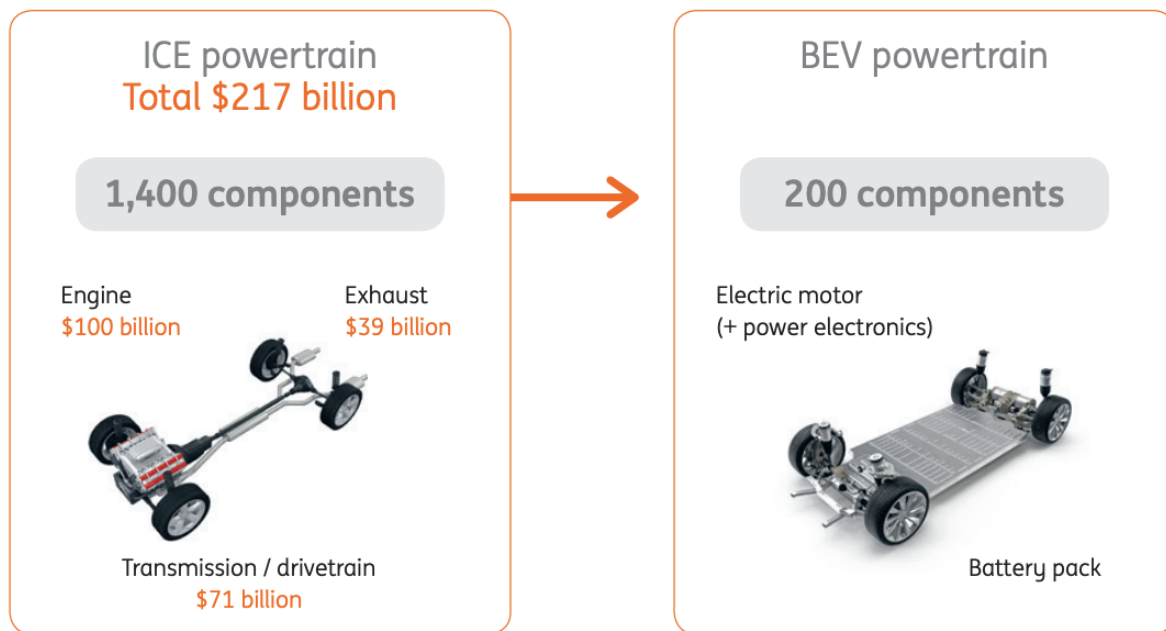 ICE powertrain
Total $217 billion
1,400 components
Engine
$100 billion
Exhaust
$39 billion
Transmission / drivetrain
$71 billion
BEV powertrain
200 components
Electric motor
(+ power electronics)
Battery pack